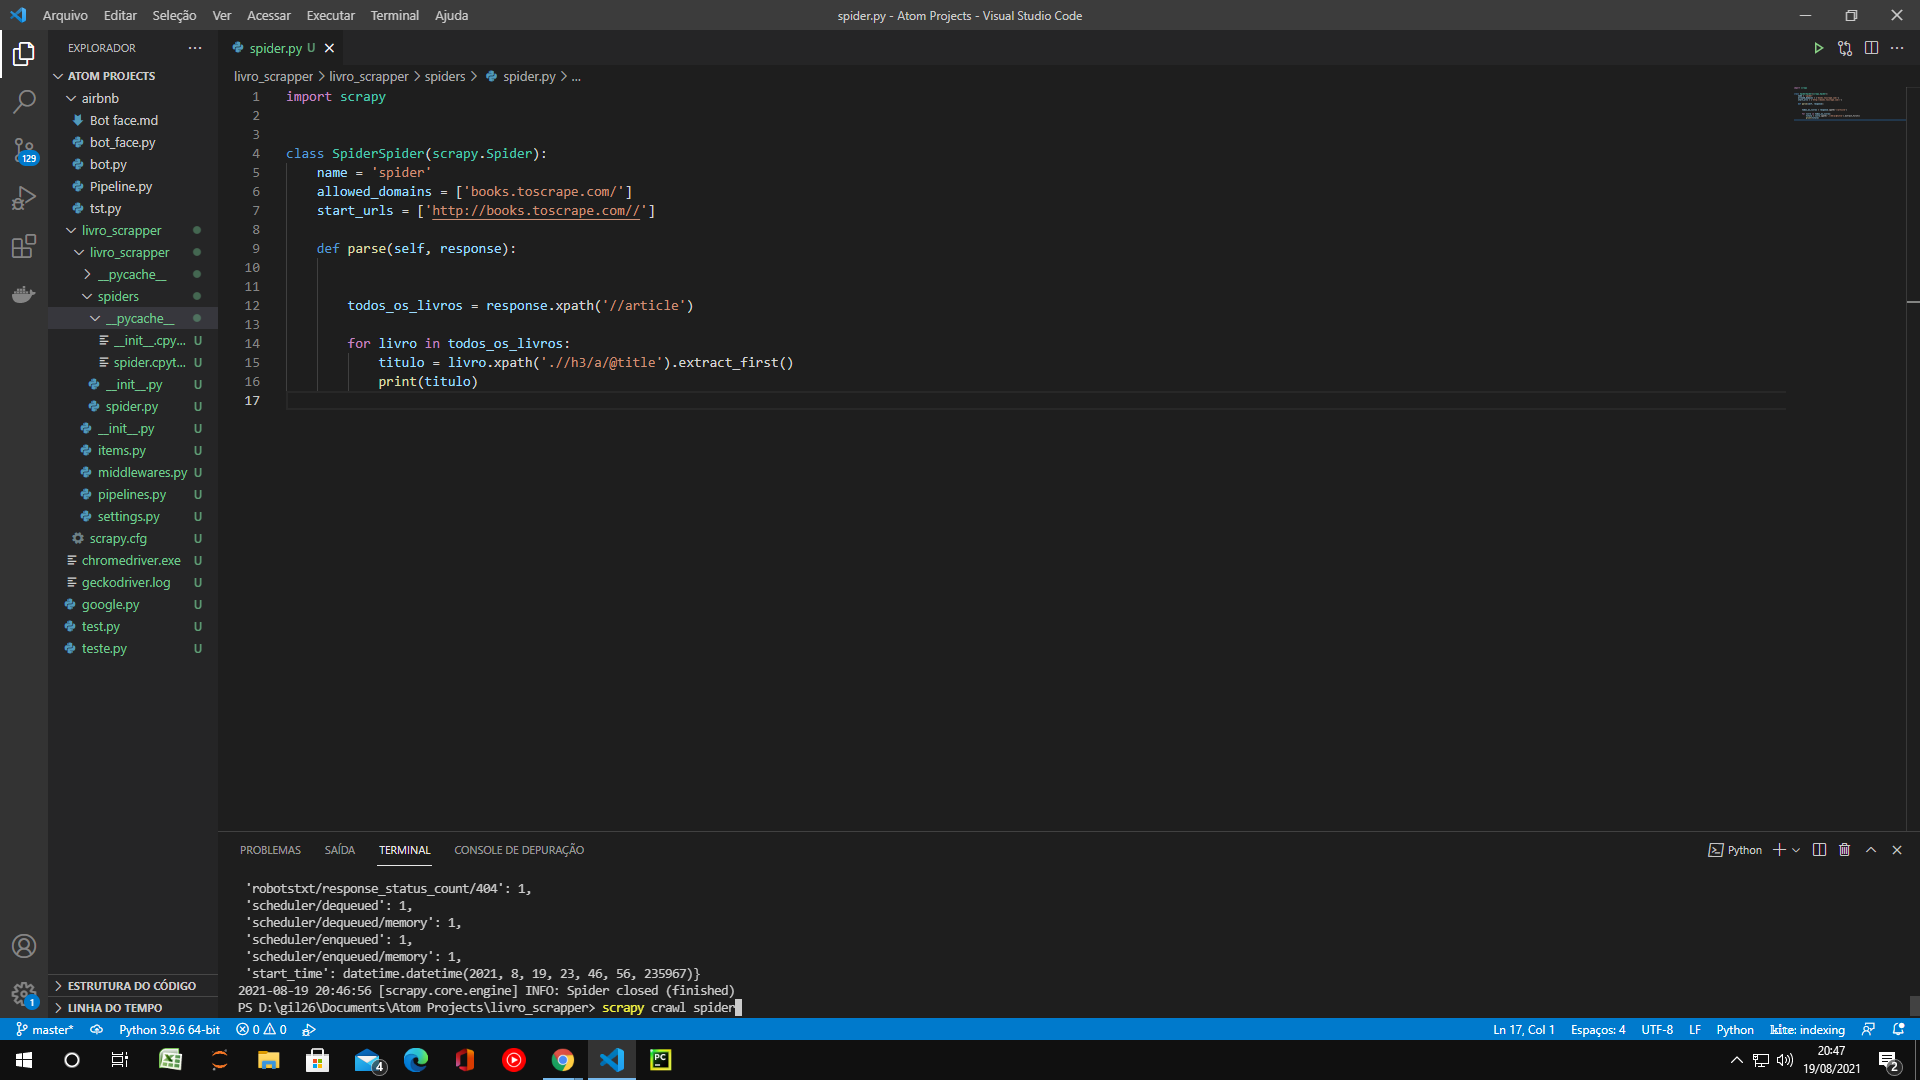 Arquivo Editar Seleção Ver Acessar Executar Terminal Ajuda
spider.py - Atom Projects - Visual Studio Code
EXPLORADOR
ATOM PROJECTS
airbnb
Bot face.md
bot_face.py
bot.py
Pipeline.py
tst.py
livro_scrapper
livro_scrapper
__pycache__
spiders
__pycache__
__init__.cpy... U
spider.cpyt... U
__init__.py U
spider.py U
__init__.py U
items.py U
middlewares.py U
pipelines.py U
settings.py U
scrapy.cfg U
chromedriver.exe U
geckodriver.log U
google.py U
test.py U
teste.py U
ESTRUTURA DO CÓDIGO
LINHA DO TEMPO
129
1
spider.py U
livro_scrapper > livro_scrapper > spiders > spider.py > ...
1 import scrapy
2
3
4 class SpiderSpider(scrapy.Spider):
5 name = 'spider'
6 allowed_domains = ['books.toscrape.com/']
7 start_urls = ['http://books.toscrape.com//']
8
9 def parse(self, response):
10
11
12 todos_os_livros = response.xpath('//article')
13
14 for livro in todos_os_livros:
15 titulo = livro.xpath('.//h3/a/@title').extract_first()
16 print(titulo)
17
PROBLEMAS SAÍDA TERMINAL CONSOLE DE DEPURAÇÃO
Python
'robotstxt/response_status_count/404': 1,
'scheduler/dequeued': 1,
'scheduler/dequeued/memory': 1,
'scheduler/enqueued': 1,
'scheduler/enqueued/memory': 1,
'start_time': datetime.datetime(2021, 8, 19, 23, 46, 56, 235967)}
2021-08-19 20:46:56 [scrapy.core.engine] INFO: Spider closed (finished)
PS D:\gil26\Documents\Atom Projects\livro_scrapper> scrapy crawl spider
master* Python 3.9.6 64-bit 0 0
Ln 17, Col 1 Espaços: 4 UTF-8 LF Python kite: indexing
4
PC
20:47
19/08/2021
2